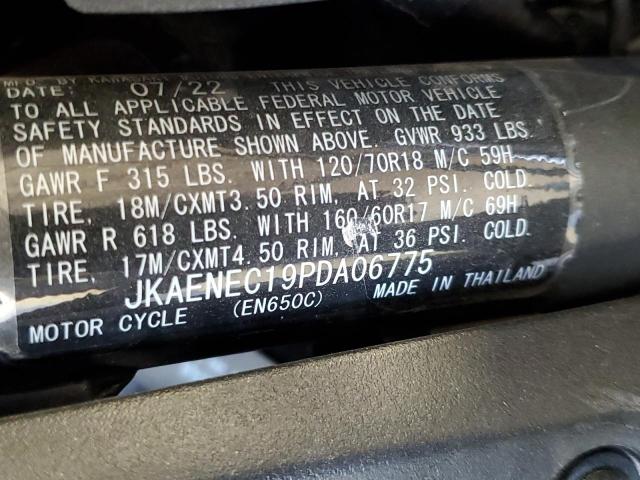 MFD. BY KAWASAKI
DATE: 07/22 THIS VEHICLE CONFORMS
TO ALL APPLICABLE FEDERAL MOTOR VEHICLE
SAFETY STANDARDS IN EFFECT ON THE DATE
OF MANUFACTURE SHOWN ABOVE. GVWR 933 LBS.
GAWR F 315 LBS. WITH 120/70R18 M/C 59H
TIRE, 18M/CXMT3.50 RIM, AT 32 PSI. COLD.
GAWR R 618 LBS. WITH 160/60R17 M/C 69H
TIRE, 17M/CXMT4.50 RIM, AT 36 PSI. COLD.
JKAENEC19PDA06775
MOTOR CYCLE (EN650C) MADE IN THAILAND